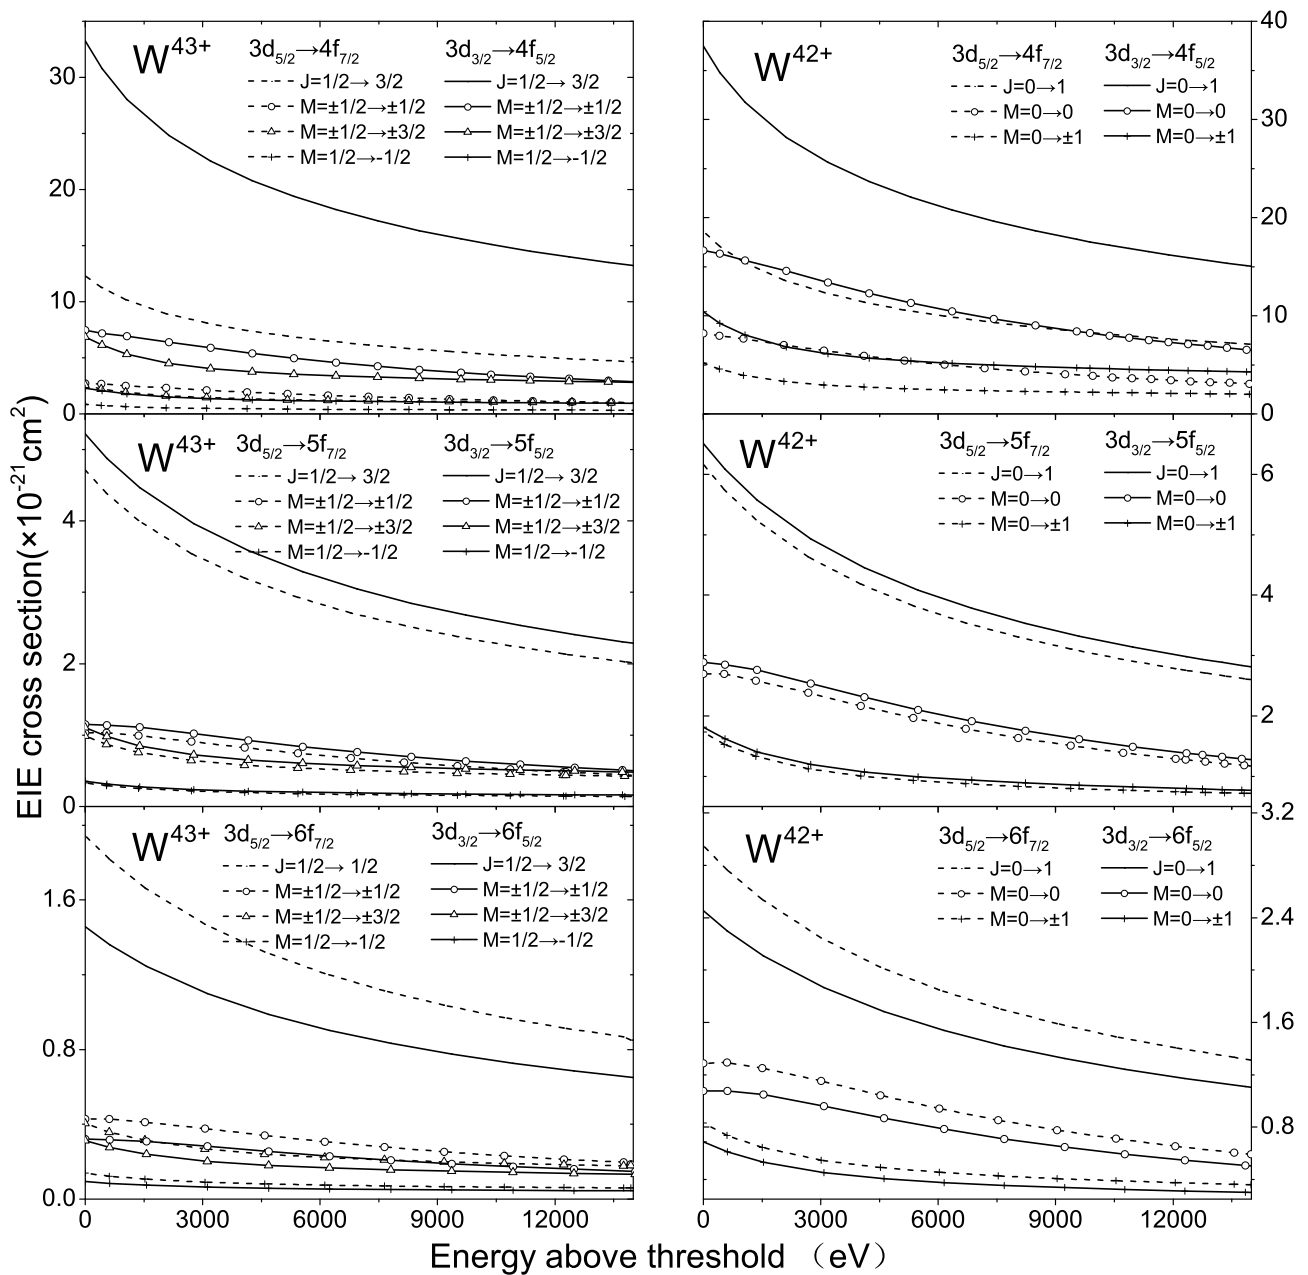 W43+ 3d5/2→4f7/2 3d3/2→4f5/2
J=1/2→ 3/2 J=1/2→ 3/2
M=±1/2→±1/2 M=±1/2→±1/2
M=±1/2→±3/2 M=±1/2→±3/2
M=1/2→-1/2 M=1/2→-1/2
30
20
10
0
W42+ 3d5/2→4f7/2 3d3/2→4f5/2
J=0→1 J=0→1
M=0→0 M=0→0
M=0→±1 M=0→±1
40
30
20
10
0
W43+ 3d5/2→5f7/2 3d3/2→5f5/2
J=1/2→ 3/2 J=1/2→ 3/2
M=±1/2→±1/2 M=±1/2→±1/2
M=±1/2→±3/2 M=±1/2→±3/2
M=1/2→-1/2 M=1/2→-1/2
4
2
0
W42+ 3d5/2→5f7/2 3d3/2→5f5/2
J=0→1 J=0→1
M=0→0 M=0→0
M=0→±1 M=0→±1
6
4
2
W43+ 3d5/2→6f7/2 3d3/2→6f5/2
J=1/2→ 1/2 J=1/2→ 3/2
M=±1/2→±1/2 M=±1/2→±1/2
M=±1/2→±3/2 M=±1/2→±3/2
M=1/2→-1/2 M=1/2→-1/2
1.6
0.8
0.0
0 3000 6000 9000 12000
W42+ 3d5/2→6f7/2 3d3/2→6f5/2
J=0→1 J=0→1
M=0→0 M=0→0
M=0→±1 M=0→±1
3.2
2.4
1.6
0.8
0 3000 6000 9000 12000
EIE cross section(×10-21cm2)
Energy above threshold （eV）